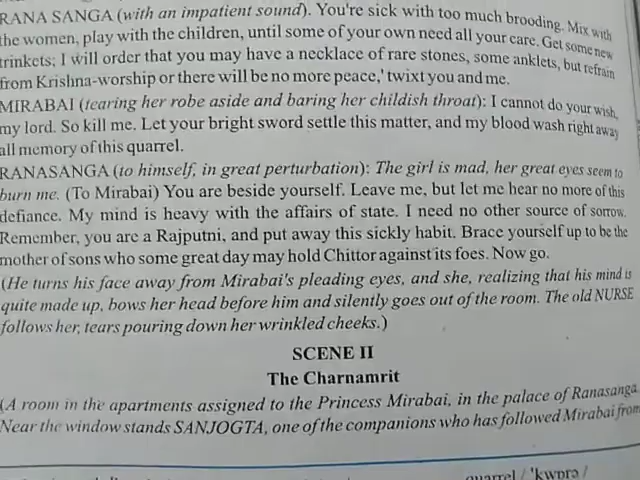 RANA SANGA (with an impatient sound). You're sick with too much brooding. Mix with
the women, play with the children, until some of your own need all your care. Get some new
trinkets; I will order that you may have a necklace of rare stones, some anklets, but refrain
from Krishna-worship or there will be no more peace,' twixt you and me.
MIRABAI (tearing her robe aside and baring her childish throat): I cannot do your wish,
my lord. So kill me. Let your bright sword settle this matter, and my blood wash right away
all memory of this quarrel.
RANASANGA (to himself, in great perturbation): The girl is mad, her great eyes seem to
burn me. (To Mirabai) You are beside yourself. Leave me, but let me hear no more of this
defiance. My mind is heavy with the affairs of state. I need no other source of sorrow.
Remember, you are a Rajputni, and put away this sickly habit. Brace yourself up to be the
mother of sons who some great day may hold Chittor against its foes. Now go.
(He turns his face away from Mirabai's pleading eyes, and she, realizing that his mind is
quite made up, bows her head before him and silently goes out of the room. The old NURSE
follows her, tears pouring down her wrinkled cheeks.)
SCENE II
The Charnamrit
(A room in the apartments assigned to the Princess Mirabai, in the palace of Ranasanga
Near the window stands SANJOGTA, one of the companions who has followed Mirabai from
quarrel / 'kwɒrə /